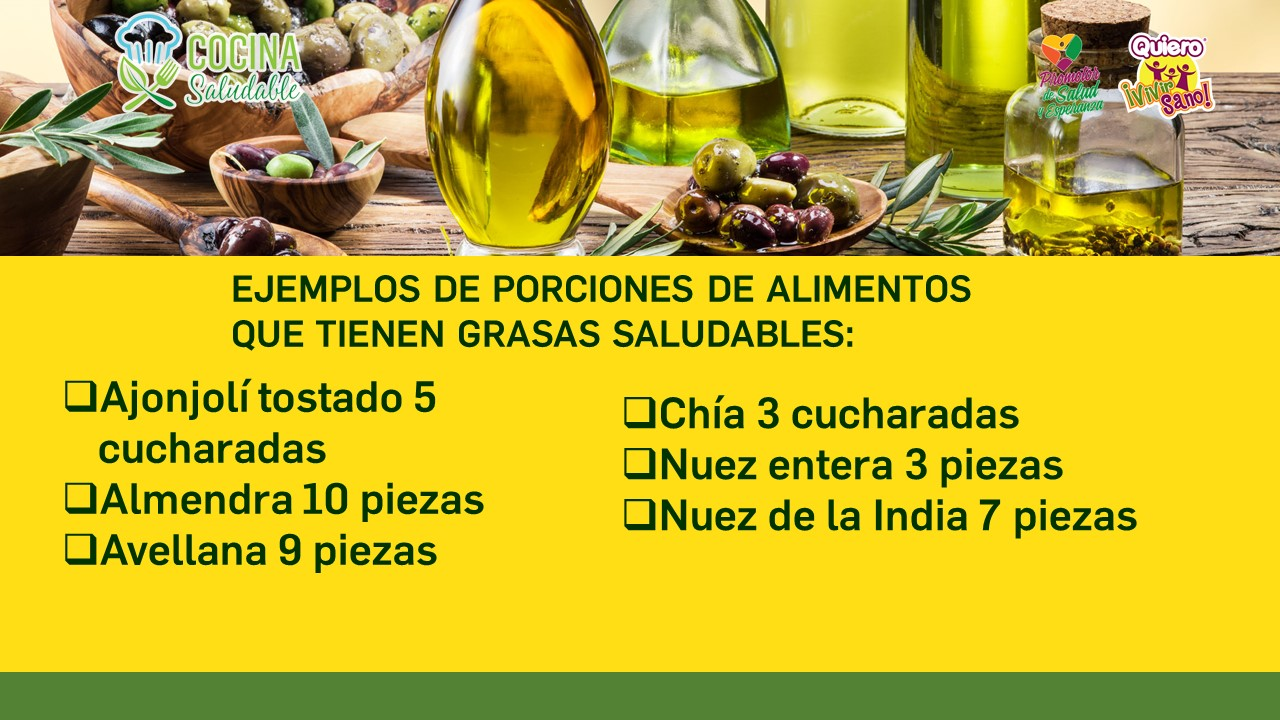 COCINA
Saludable
Promotor
de Salud
y Esperanza
Quiero
¡Vivir
Sano!
EJEMPLOS DE PORCIONES DE ALIMENTOS
QUE TIENEN GRASAS SALUDABLES:
❑Ajonjolí tostado 5
cucharadas
❑Almendra 10 piezas
❑Avellana 9 piezas
❑Chía 3 cucharadas
❑Nuez entera 3 piezas
❑Nuez de la India 7 piezas